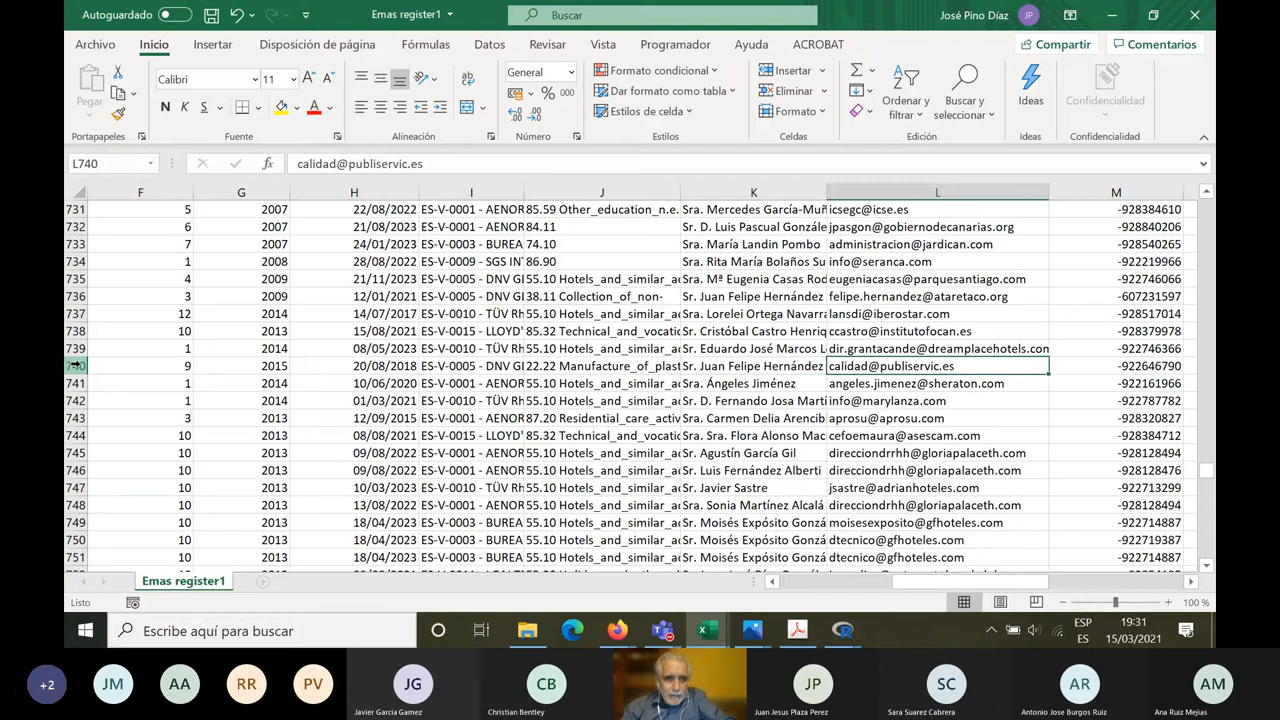 Autoguardado
Emas register1
Buscar
José Pino Díaz
JP
Archivo Inicio Insertar Disposición de página Fórmulas Datos Revisar Vista Programador Ayuda ACROBAT
Compartir
Comentarios
Pegar
Calibri 11
N K S
General
% 000
Formato condicional
Dar formato como tabla
Estilos de celda
Insertar
Eliminar
Formato
Ordenar y filtrar
Buscar y seleccionar
Ideas
Confidencialidad
Portapapeles Fuente Alineación Número Estilos Celdas Edición Ideas Confidencialidad
L740 fx calidad@publiservic.es
F G H I J K L M
731 5 2007 22/08/2022 ES-V-0001 - AENOR 85.59 Other_education_n.e. Sra. Mercedes García-Muñ icsegc@icse.es -928384610
732 6 2007 21/08/2023 ES-V-0001 - AENOR 84.11 Sr. D. Luis Pascual Gonzále jpasgon@gobiernodecanarias.org -928840206
733 7 2007 24/01/2023 ES-V-0003 - BUREA 74.10 Sra. María Landin Pombo administracion@jardican.com -928540265
734 1 2008 28/08/2022 ES-V-0009 - SGS IN 86.90 Sra. Rita María Bolaños Su info@seranca.com -922219966
735 4 2009 21/11/2023 ES-V-0005 - DNV GL 55.10 Hotels_and_similar_ac Sr. Mª Eugenia Casas Rod eugeniacasas@parquesantiago.com -922746066
736 3 2009 12/01/2021 ES-V-0005 - DNV GL 38.11 Collection_of_non- Sr. Juan Felipe Hernández felipe.hernandez@ataretaco.org -607231597
737 12 2014 14/07/2017 ES-V-0010 - TÜV Rh 55.10 Hotels_and_similar_ac Sra. Lorelei Ortega Navarra lansdi@iberostar.com -928517014
738 10 2013 15/08/2021 ES-V-0015 - LLOYD' 85.32 Technical_and_vocatio Sr. Cristóbal Castro Henriq ccastro@institutofocan.es -928379978
739 1 2014 08/05/2023 ES-V-0010 - TÜV Rh 55.10 Hotels_and_similar_ac Sr. Eduardo José Marcos L dir.grantacande@dreamplacehotels.com -922746366
740 9 2015 20/08/2018 ES-V-0005 - DNV GL 22.22 Manufacture_of_plast Sr. Juan Felipe Hernández calidad@publiservic.es -922646790
741 1 2014 08/06/2023 ES-V-0010 - TÜV Rh 55.10 Hotels_and_similar_ac Sr. Ángeles Jiménez angeles.jimenez@sheraton.com -922161966
742 1 2014 01/03/2021 ES-V-0010 - TÜV Rh 55.10 Hotels_and_similar_ac Sr. D. Fernando Josa Martí info@marylanza.com -922787782
743 3 2013 12/09/2015 ES-V-0001 - AENOR 87.20 Residential_care_activ Sra. Carmen Delia Arencib aprosu@aprosu.com -928320827
744 10 2013 08/08/2021 ES-V-0015 - LLOYD' 85.32 Technical_and_vocatio Sra. Sra. Flora Alonso Mac cefoemaura@asescam.com -928384712
745 10 2013 09/08/2022 ES-V-0001 - AENOR 55.10 Hotels_and_similar_ac Sr. Agustín García Gil direcciondrrhh@gloriapalaceth.com -928128494
746 10 2013 09/08/2022 ES-V-0001 - AENOR 55.10 Hotels_and_similar_ac Sr. Luis Fernández Alberti direcciondrhh@gloriapalaceth.com -928128476
747 10 2013 10/03/2023 ES-V-0010 - TÜV Rh 55.10 Hotels_and_similar_ac Sr. Javier Sastre jsastre@adrianhoteles.com -922713299
748 10 2013 13/08/2022 ES-V-0001 - AENOR 55.10 Hotels_and_similar_ac Sra. Sonia Martínez Alcalá direcciondrhh@gloriapalaceth.com -928128494
749 10 2013 18/04/2023 ES-V-0003 - BUREA 55.10 Hotels_and_similar_ac Sr. Moisés Expósito Gonzá moisesexposito@gfhoteles.com -922714887
750 10 2013 18/04/2023 ES-V-0003 - BUREA 55.10 Hotels_and_similar_ac Sr. Moisés Expósito Gonzá dtecnico@gfhoteles.com -922719387
751 10 2013 18/04/2023 ES-V-0003 - BUREA 55.10 Hotels_and_similar_ac Sr. Moisés Expósito Gonzá dtecnico@gfhoteles.com -922714887
Emas register1
Listo
100 %
Escribe aquí para buscar
ESP
ES
19:31
15/03/2021
+2 JM AA RR PV JG CB JP SC AR AM
Javier Garcia Gamez Christian Bentley Juan Jesus Plaza Perez Sara Suarez Cabrera Antonio Jose Burgos Ruiz Ana Ruiz Mejias